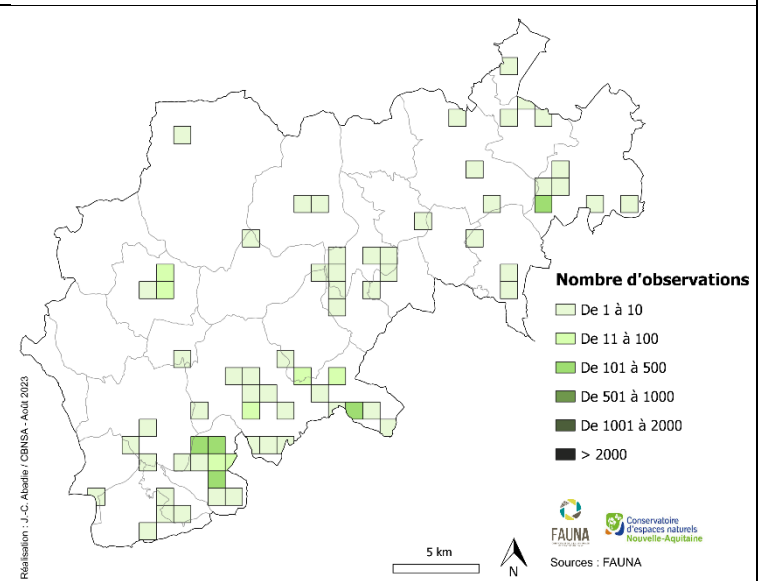 Nombre d'observations
De 1 à 10
De 11 à 100
De 101 à 500
De 501 à 1000
De 1001 à 2000
> 2000
Réalisation : J.-C. Abadie / CBNSA - Août 2023
5 km
N
FAUNA
Conservatoire
d'espaces naturels
Nouvelle-Aquitaine
Sources : FAUNA